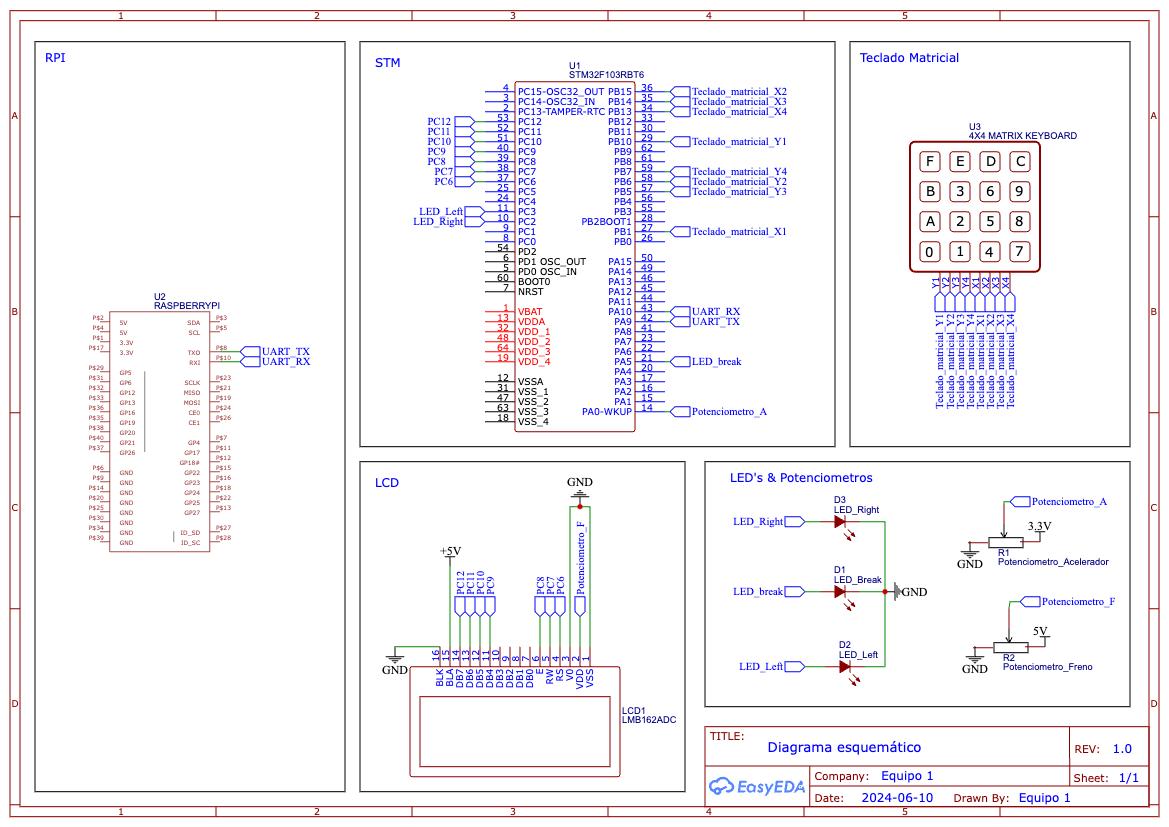 1 2 3 4 5
A
B
C
D
A
B
C
D
1 2 3 4 5
RPI
U2
RASPBERRYPI
P$2 5V SDA P$3
P$4 5V SCL P$5
P$1 3.3V
P$17 3.3V TXO P$8 UART_TX
RXI P$10 UART_RX
P$29 GP5
P$31 GP6 SCLK P$23
P$32 GP12 MISO P$21
P$33 GP13 MOSI P$19
P$36 GP16 CE0 P$24
P$35 GP19 CE1 P$26
P$38 GP20
P$40 GP21 GP4 P$7
P$37 GP26 GP17 P$11
GP18# P$12
P$6 GND GP22 P$15
P$9 GND GP23 P$16
P$14 GND GP24 P$18
P$20 GND GP25 P$22
P$25 GND GP27 P$13
P$30 GND
P$34 GND ID_SD P$27
P$39 GND ID_SC P$28
STM
U1
STM32F103RBT6
4 PC15-OSC32_OUT PB15 36 Teclado_matricial_X2
3 PC14-OSC32_IN PB14 35 Teclado_matricial_X3
2 PC13-TAMPER-RTC PB13 34 Teclado_matricial_X4
PC12 53 PC12 PB12 33
PC11 52 PC11 PB11 30
PC10 51 PC10 PB10 29 Teclado_matricial_Y1
PC9 40 PC9 PB9 62
PC8 39 PC8 PB8 61
PC7 38 PC7 PB7 59 Teclado_matricial_Y4
PC6 37 PC6 PB6 58 Teclado_matricial_Y2
25 PC5 PB5 57 Teclado_matricial_Y3
24 PC4 PB4 56
LED_Left 11 PC3 PB3 55
LED_Right 10 PC2 PB2BOOT1 28
9 PC1 PB1 27 Teclado_matricial_X1
8 PC0 PB0 26
54 PD2
6 PD1 OSC_OUT PA15 50
5 PD0 OSC_IN PA14 49
60 BOOT0 PA13 46
7 NRST PA12 45
PA11 44
1 VBAT PA10 43 UART_RX
13 VDDA PA9 42 UART_TX
32 VDD_1 PA8 41
48 VDD_2 PA7 23
64 VDD_3 PA6 22
19 VDD_4 PA5 21 LED_break
PA4 20
12 VSSA PA3 17
31 VSS_1 PA2 16
47 VSS_2 PA1 15
63 VSS_3 PA0-WKUP 14 Potenciometro_A
18 VSS_4
Teclado Matricial
U3
4X4 MATRIX KEYBOARD
F E D C
B 3 6 9
A 2 5 8
0 1 4 7
Y1 Y2 Y3 Y4 X1 X2 X3 X4
Teclado_matricial_Y1
Teclado_matricial_Y2
Teclado_matricial_Y3
Teclado_matricial_Y4
Teclado_matricial_X1
Teclado_matricial_X2
Teclado_matricial_X3
Teclado_matricial_X4
LCD
GND
+5V
PC12 PC11 PC10 PC9 PC8 PC7 PC6 Potenciometro_F
GND
16 15 14 13 12 11 10 9 8 7 6 5 4 3 2 1
BLK BLA DB7 DB6 DB5 DB4 DB3 DB2 DB1 DB0 E RW RS V0 VDD VSS
LCD1
LMB162ADC
LED's & Potenciometros
D3
LED_Right
LED_Right
D1
LED_Break
LED_break
GND
D2
LED_Left
LED_Left
Potenciometro_A
3.3V
GND
R1
Potenciometro_Acelerador
Potenciometro_F
5V
GND
R2
Potenciometro_Freno
TITLE:
Diagrama esquemático
REV: 1.0
EasyEDA
Company: Equipo 1
Sheet: 1/1
Date: 2024-06-10 Drawn By: Equipo 1